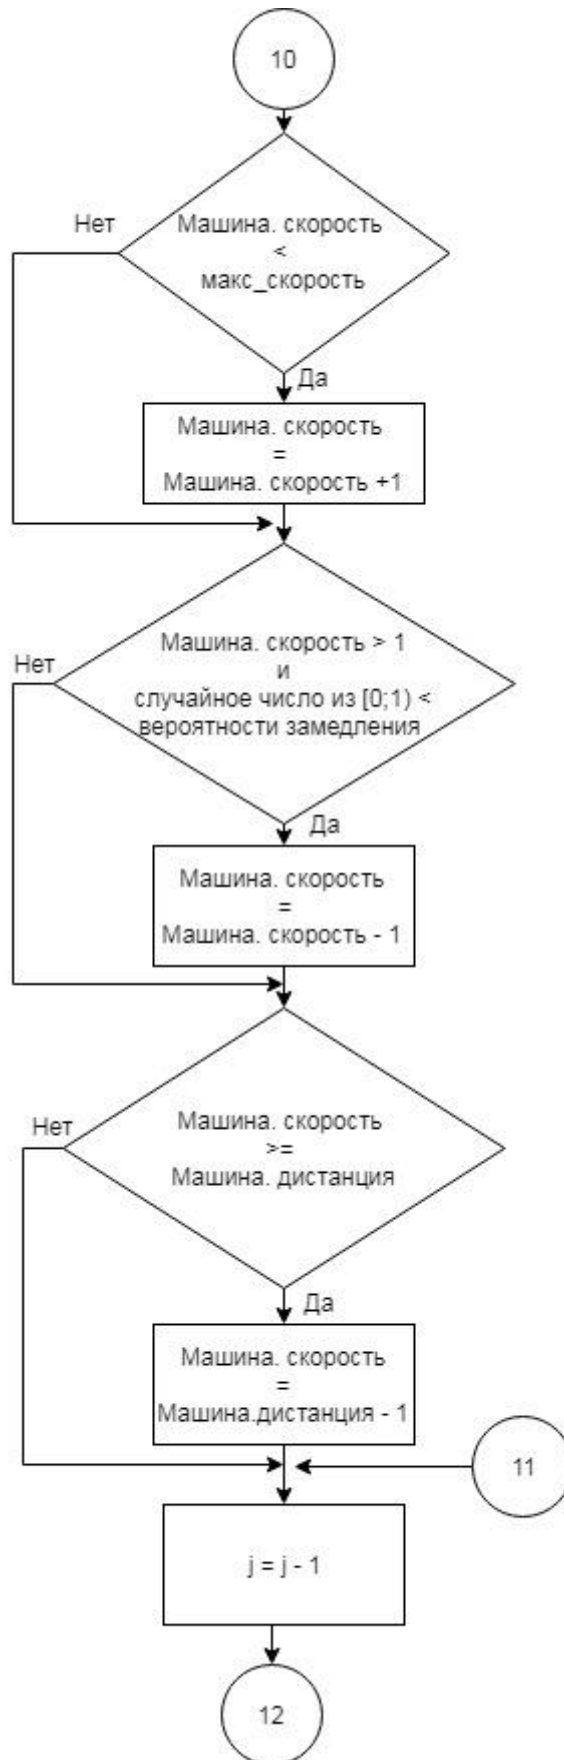 10
Нет
Машина. скорость
<
макс_скорость
Да
Машина. скорость
=
Машина. скорость +1
Нет
Машина. скорость > 1
и
случайное число из [0;1) <
вероятности замедления
Да
Машина. скорость
=
Машина. скорость - 1
Нет
Машина. скорость
>=
Машина. дистанция
Да
Машина. скорость
=
Машина.дистанция - 1
11
j = j - 1
12